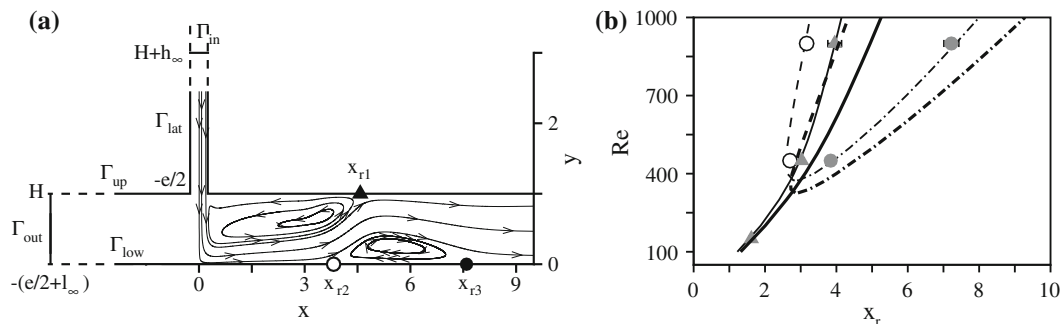 (a)
Γin
H+h∞
Γlat
2
y
Γup
-e/2
xr1
H
Γout
Γlow
0
-(e/2+l∞)
0
3
xr2
6
xr3
9
x
(b)
1000
700
Re
400
100
0
2
4
6
8
10
xr